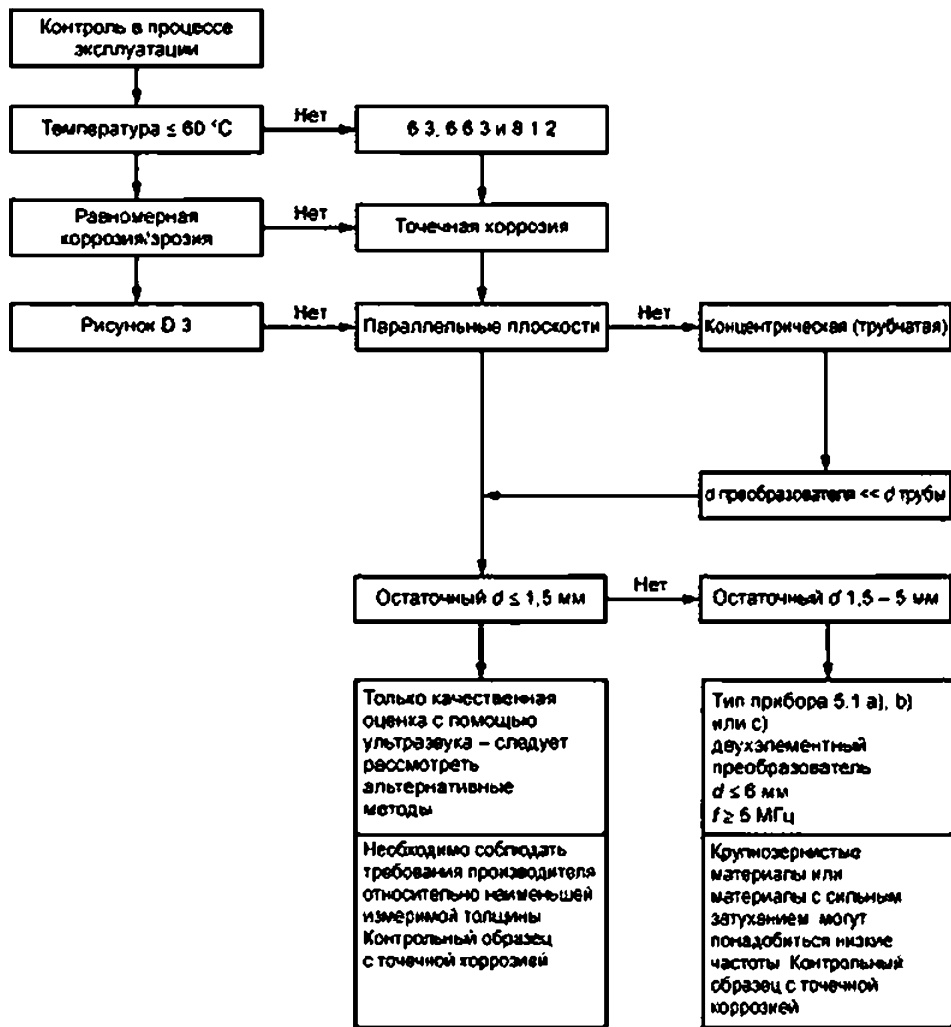 Контроль в процессе
эксплуатации
Температура ≤ 60 °C
Нет
6 3, 6 6 3 и 8 1 2
Равномерная
коррозия/эрозия
Нет
Точечная коррозия
Рисунок D 3
Нет
Параллельные плоскости
Нет
Концентрическая (трубчатая)
d преобразователя << d трубы
Остаточный d ≤ 1,5 мм
Нет
Остаточный d 1,5 – 5 мм
Только качественная
оценка с помощью
ультразвука – следует
рассмотреть
альтернативные
методы
Необходимо соблюдать
требования производителя
относительно наименьшей
измеримой толщины
Контрольный образец
с точечной коррозией
Тип прибора 5.1 a), b)
или c)
двухэлементный
преобразователь
d ≤ 6 мм
f ≥ 5 МГц
Крупнозернистые
материалы или
материалы с сильным
затуханием могут
понадобиться низкие
частоты Контрольный
образец с точечной
коррозией